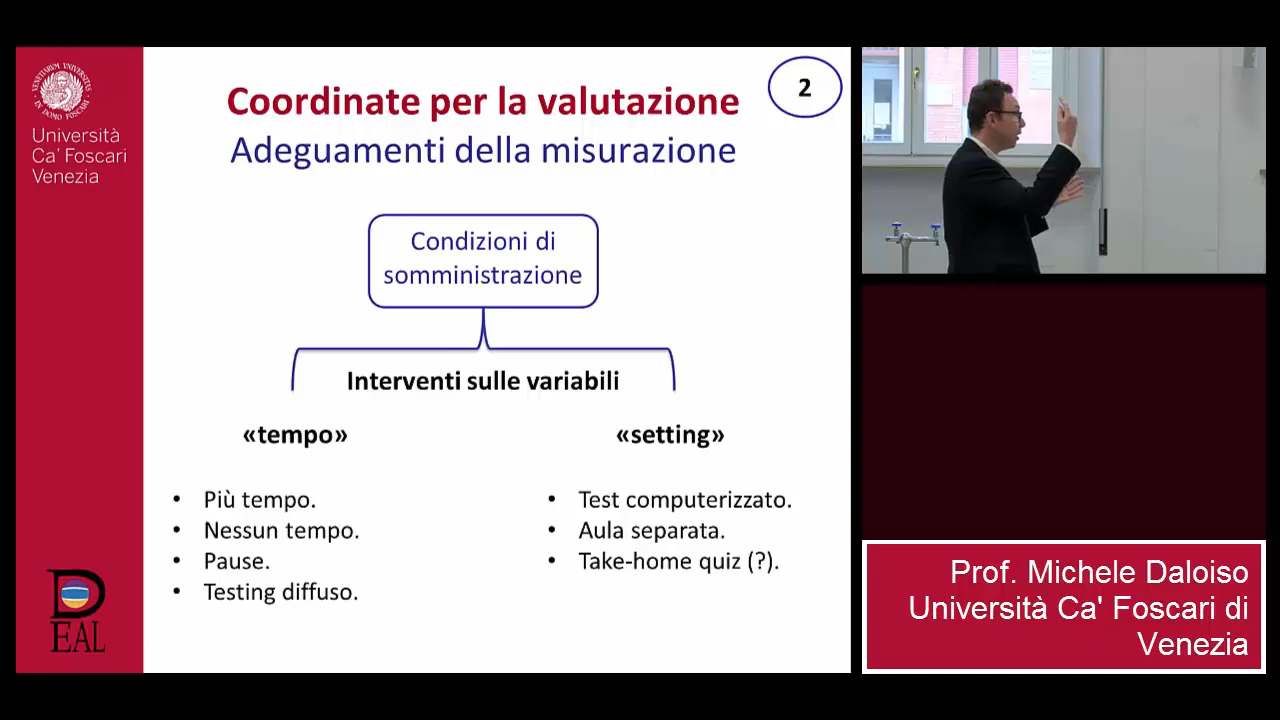 Università
Ca' Foscari
Venezia
Coordinate per la valutazione
2
Adeguamenti della misurazione
Condizioni di
somministrazione
Interventi sulle variabili
«tempo»
«setting»
• Più tempo.
• Nessun tempo.
• Pause.
• Testing diffuso.
• Test computerizzato.
• Aula separata.
• Take-home quiz (?).
DEAL
Prof. Michele Daloiso
Università Ca' Foscari di
Venezia